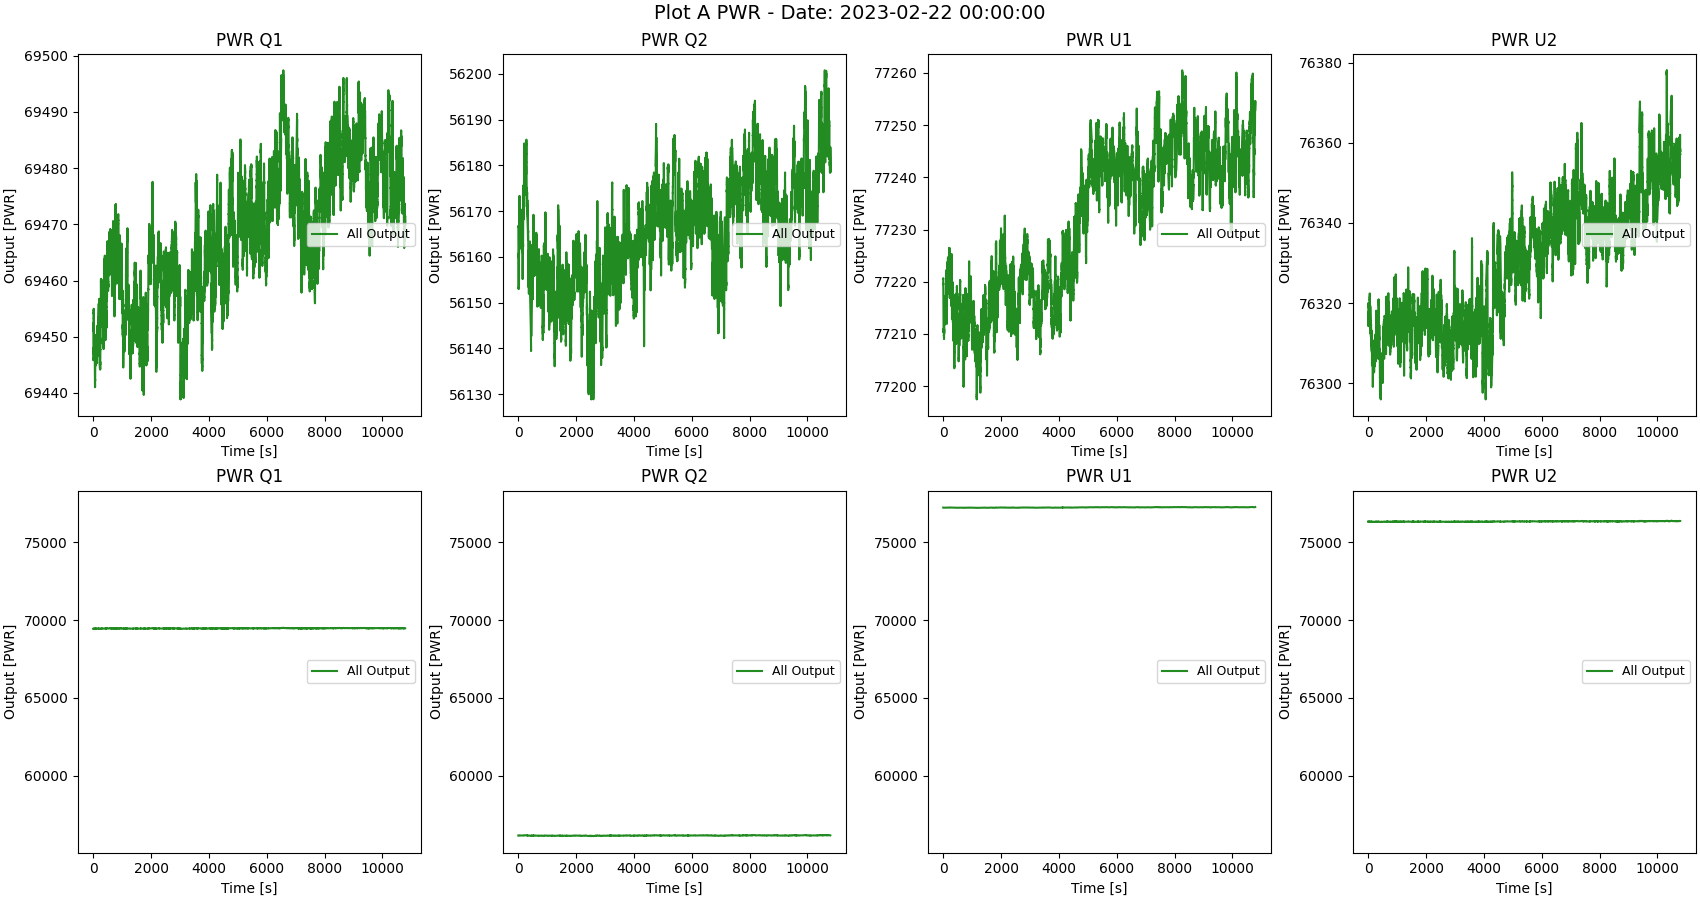 Plot A PWR - Date: 2023-02-22 00:00:00
PWR Q1
69500
69490
69480
69470
69460
69450
69440
Output [PWR]
All Output
0 2000 4000 6000 8000 10000
Time [s]
PWR Q2
56200
56190
56180
56170
56160
56150
56140
56130
Output [PWR]
All Output
0 2000 4000 6000 8000 10000
Time [s]
PWR U1
77260
77250
77240
77230
77220
77210
77200
Output [PWR]
All Output
0 2000 4000 6000 8000 10000
Time [s]
PWR U2
76380
76360
76340
76320
76300
Output [PWR]
All Output
0 2000 4000 6000 8000 10000
Time [s]
PWR Q1
75000
70000
65000
60000
Output [PWR]
All Output
0 2000 4000 6000 8000 10000
Time [s]
PWR Q2
75000
70000
65000
60000
Output [PWR]
All Output
0 2000 4000 6000 8000 10000
Time [s]
PWR U1
75000
70000
65000
60000
Output [PWR]
All Output
0 2000 4000 6000 8000 10000
Time [s]
PWR U2
75000
70000
65000
60000
Output [PWR]
All Output
0 2000 4000 6000 8000 10000
Time [s]